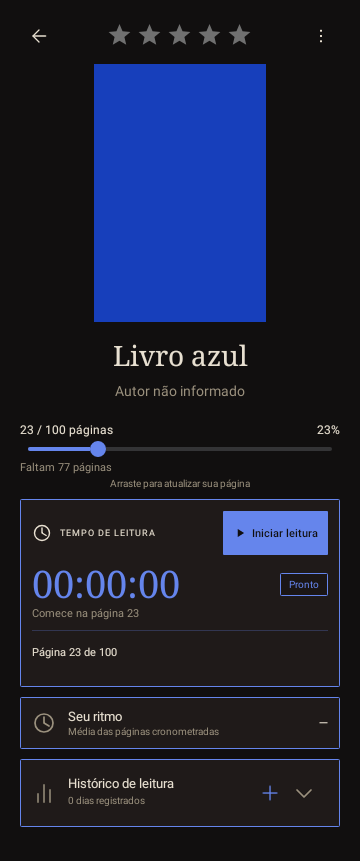 Livro azul
Autor não informado
23 / 100 páginas
23%
Faltam 77 páginas
Arraste para atualizar sua página
TEMPO DE LEITURA
Iniciar leitura
00:00:00
Pronto
Comece na página 23
Página 23 de 100
Seu ritmo
Média das páginas cronometradas
–
Histórico de leitura
0 dias registrados